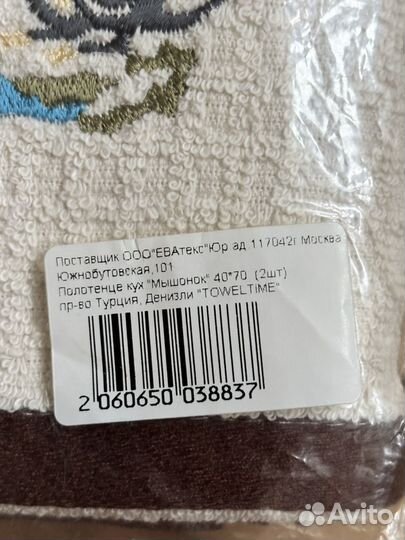 Поставщик ООО"ЕВАтекс"Юр ад 117042г Москва
Южнобутовская,101
Полотенце кух "Мышонок" 40*70 (2шт)
пр-во Турция, Денизли "TOWELTIME"
2 060650 038837
Avito